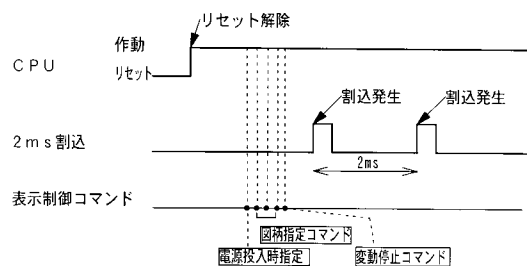 リセット解除
作動
CPU
リセット
割込発生
割込発生
2ms割込
2ms
表示制御コマンド
図柄指定コマンド
電源投入時指定
変動停止コマンド